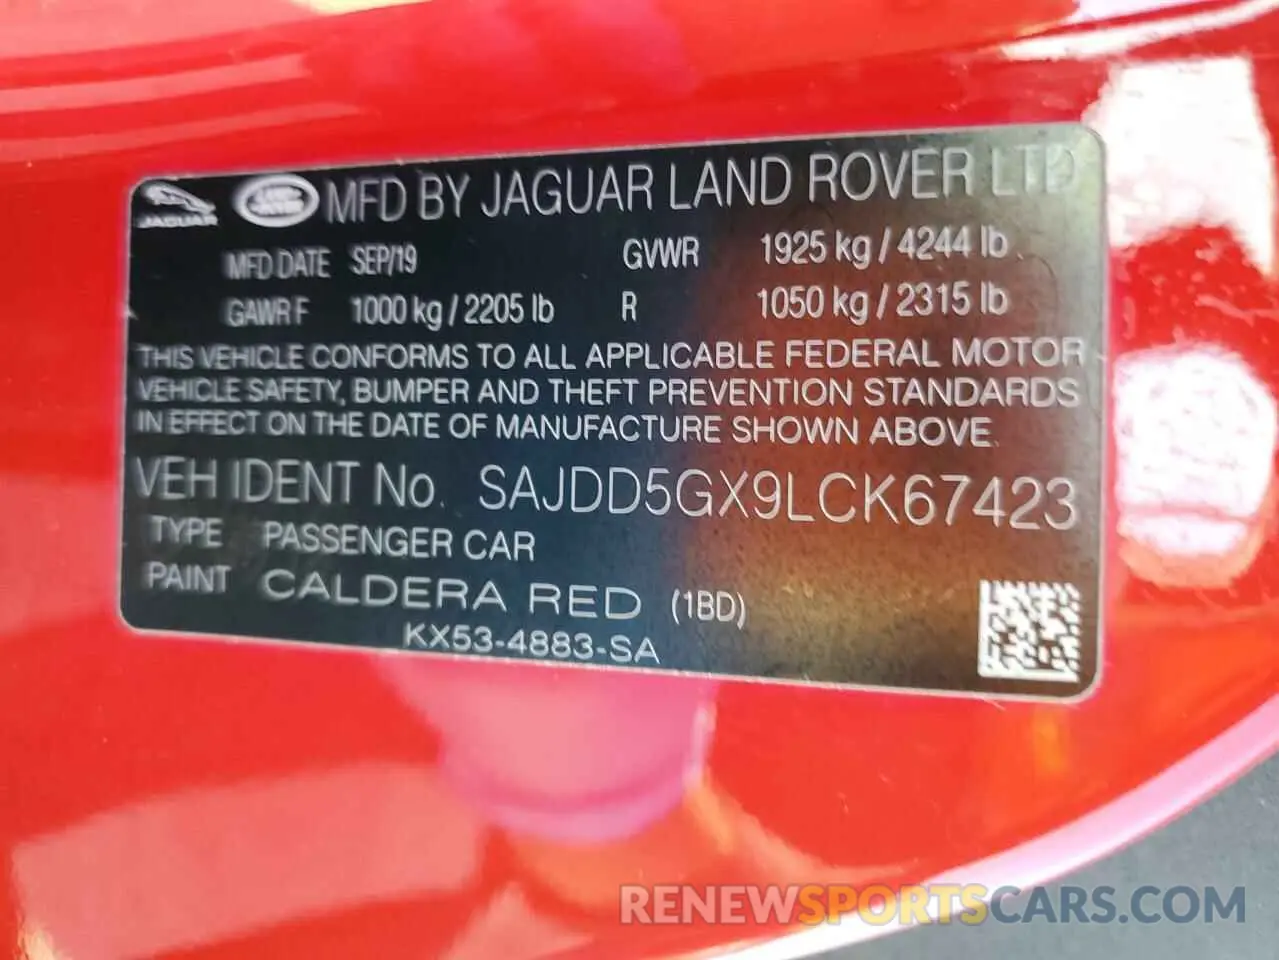 JAGUAR LAND ROVER MFD BY JAGUAR LAND ROVER LTD
MFD DATE SEP/19 GVWR 1925 kg / 4244 lb
GAWR F 1000 kg / 2205 lb R 1050 kg / 2315 lb
THIS VEHICLE CONFORMS TO ALL APPLICABLE FEDERAL MOTOR
VEHICLE SAFETY, BUMPER AND THEFT PREVENTION STANDARDS
IN EFFECT ON THE DATE OF MANUFACTURE SHOWN ABOVE.
VEH IDENT No. SAJDD5GX9LCK67423
TYPE PASSENGER CAR
PAINT CALDERA RED (1BD)
KX53-4883-SA
RENEWSPORTSCARS.COM